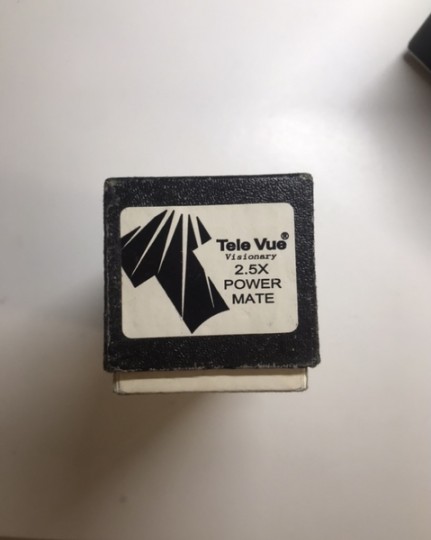 Tele Vue®
Visionary
2.5X
POWER
MATE